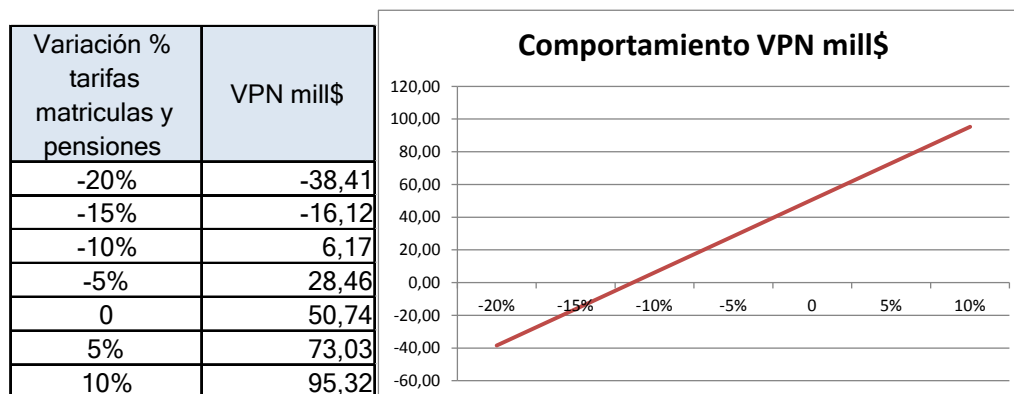 Variación %
tarifas
matriculas y
pensiones
VPN mill$
-20% -38,41
-15% -16,12
-10% 6,17
-5% 28,46
0 50,74
5% 73,03
10% 95,32
Comportamiento VPN mill$
120,00
100,00
80,00
60,00
40,00
20,00
0,00
-20,00
-40,00
-60,00
-20% -15% -10% -5% 0 5% 10%